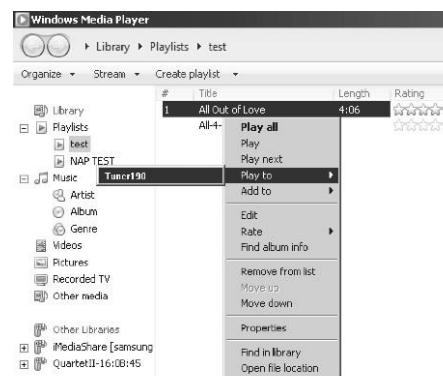 Windows Media Player
Library Playlists test
Organize Stream Create playlist
# Title Length Rating
Library
1 All Out of Love 4:06
Playlists
All-4-
Play all
test
Play
NAP TEST
Play next
Music
Tuner190
Play to
Artist
Add to
Album
Edit
Genre
Rate
Videos
Find album info
Pictures
Recorded TV
Remove from list
Other media
Move up
Move down
Other Libraries
Properties
iMediaShare [samsung
Find in library
QuartetII-16:0B:45
Open file location